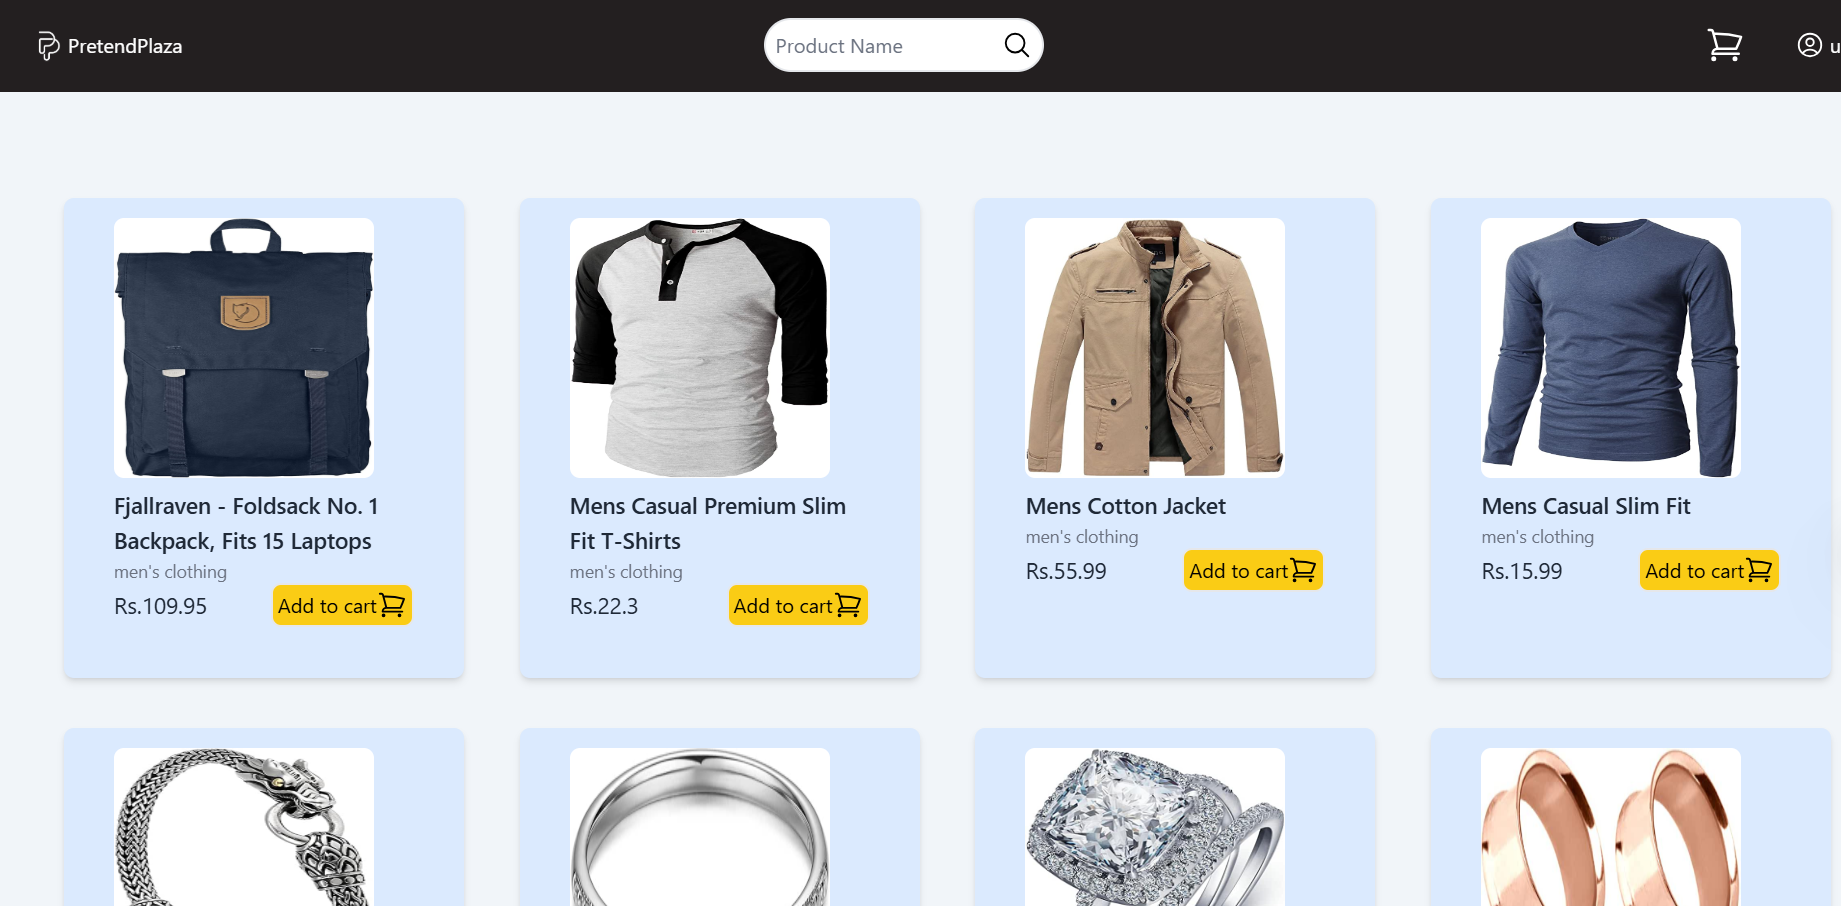 PretendPlaza
Product Name
u
Fjallraven - Foldsack No. 1
Backpack, Fits 15 Laptops
men's clothing
Rs.109.95
Add to cart
Mens Casual Premium Slim
Fit T-Shirts
men's clothing
Rs.22.3
Add to cart
Mens Cotton Jacket
men's clothing
Rs.55.99
Add to cart
Mens Casual Slim Fit
men's clothing
Rs.15.99
Add to cart